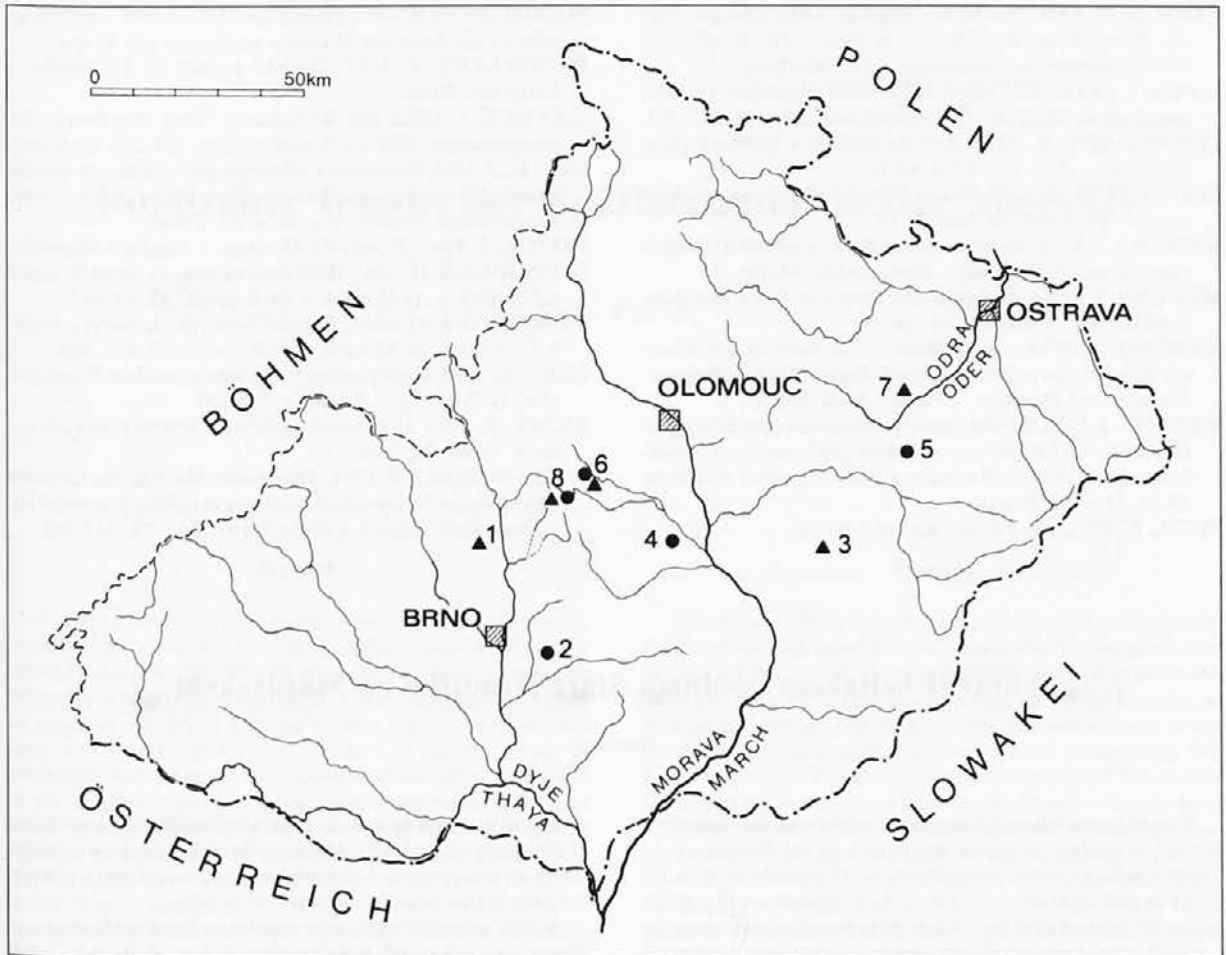 0 50km
POLEN
BÖHMEN
OSTRAVA
ODRA
ODER
OLOMOUC
7
5
6
8
1
4
3
BRNO
2
DYJE
THAYA
MORAVA
MARCH
SLOWAKEI
ÖSTERREICH